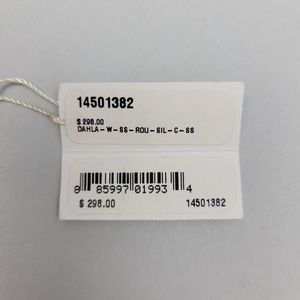 14501382
$ 298.00
DAHLA-W-SS-ROU-SIL-C-SS
8 85997 01993 4
$ 298.00 14501382